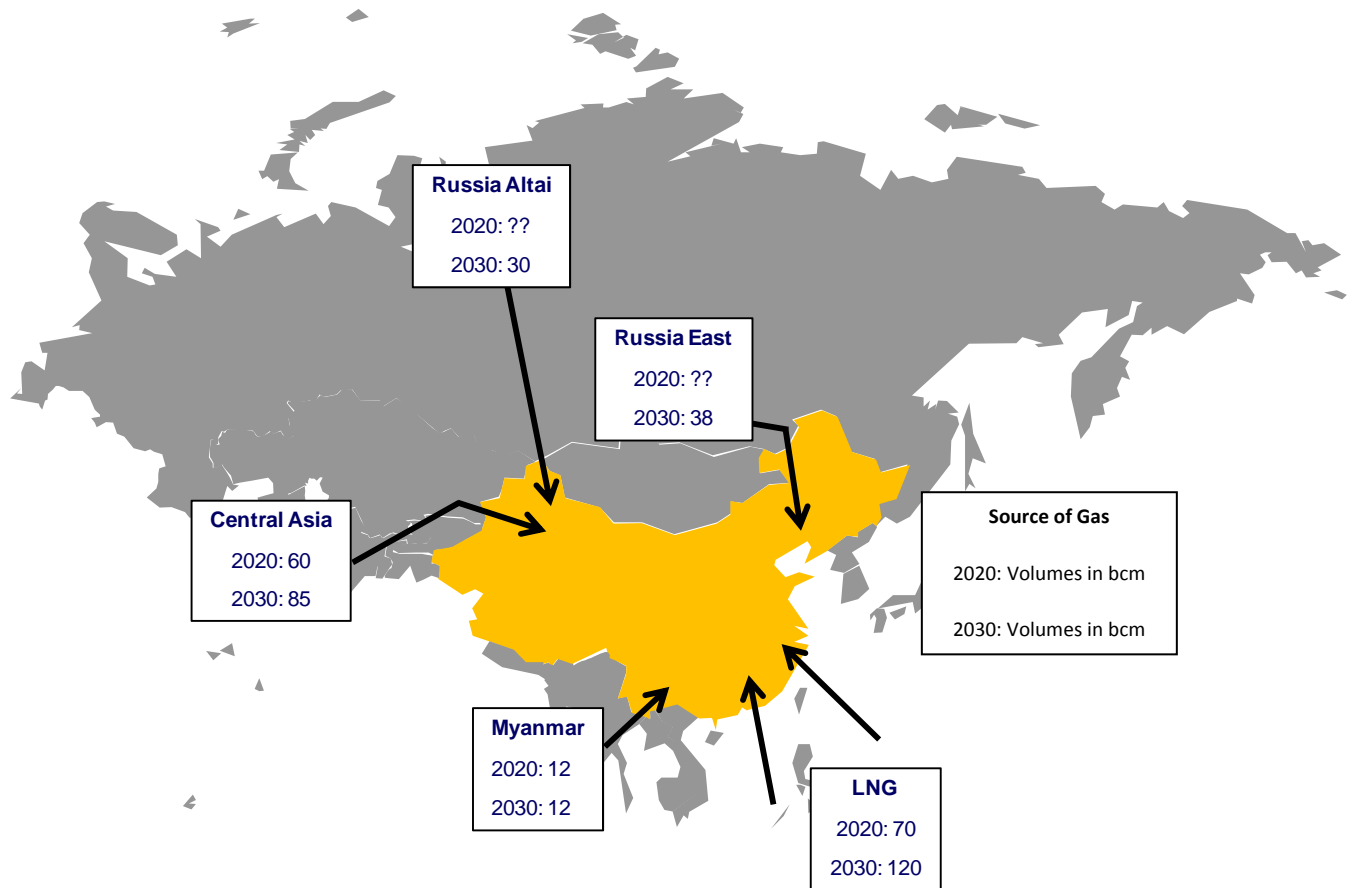 Russia Altai
2020: ??
2030: 30
Russia East
2020: ??
2030: 38
Central Asia
2020: 60
2030: 85
Source of Gas
2020: Volumes in bcm
2030: Volumes in bcm
Myanmar
2020: 12
2030: 12
LNG
2020: 70
2030: 120